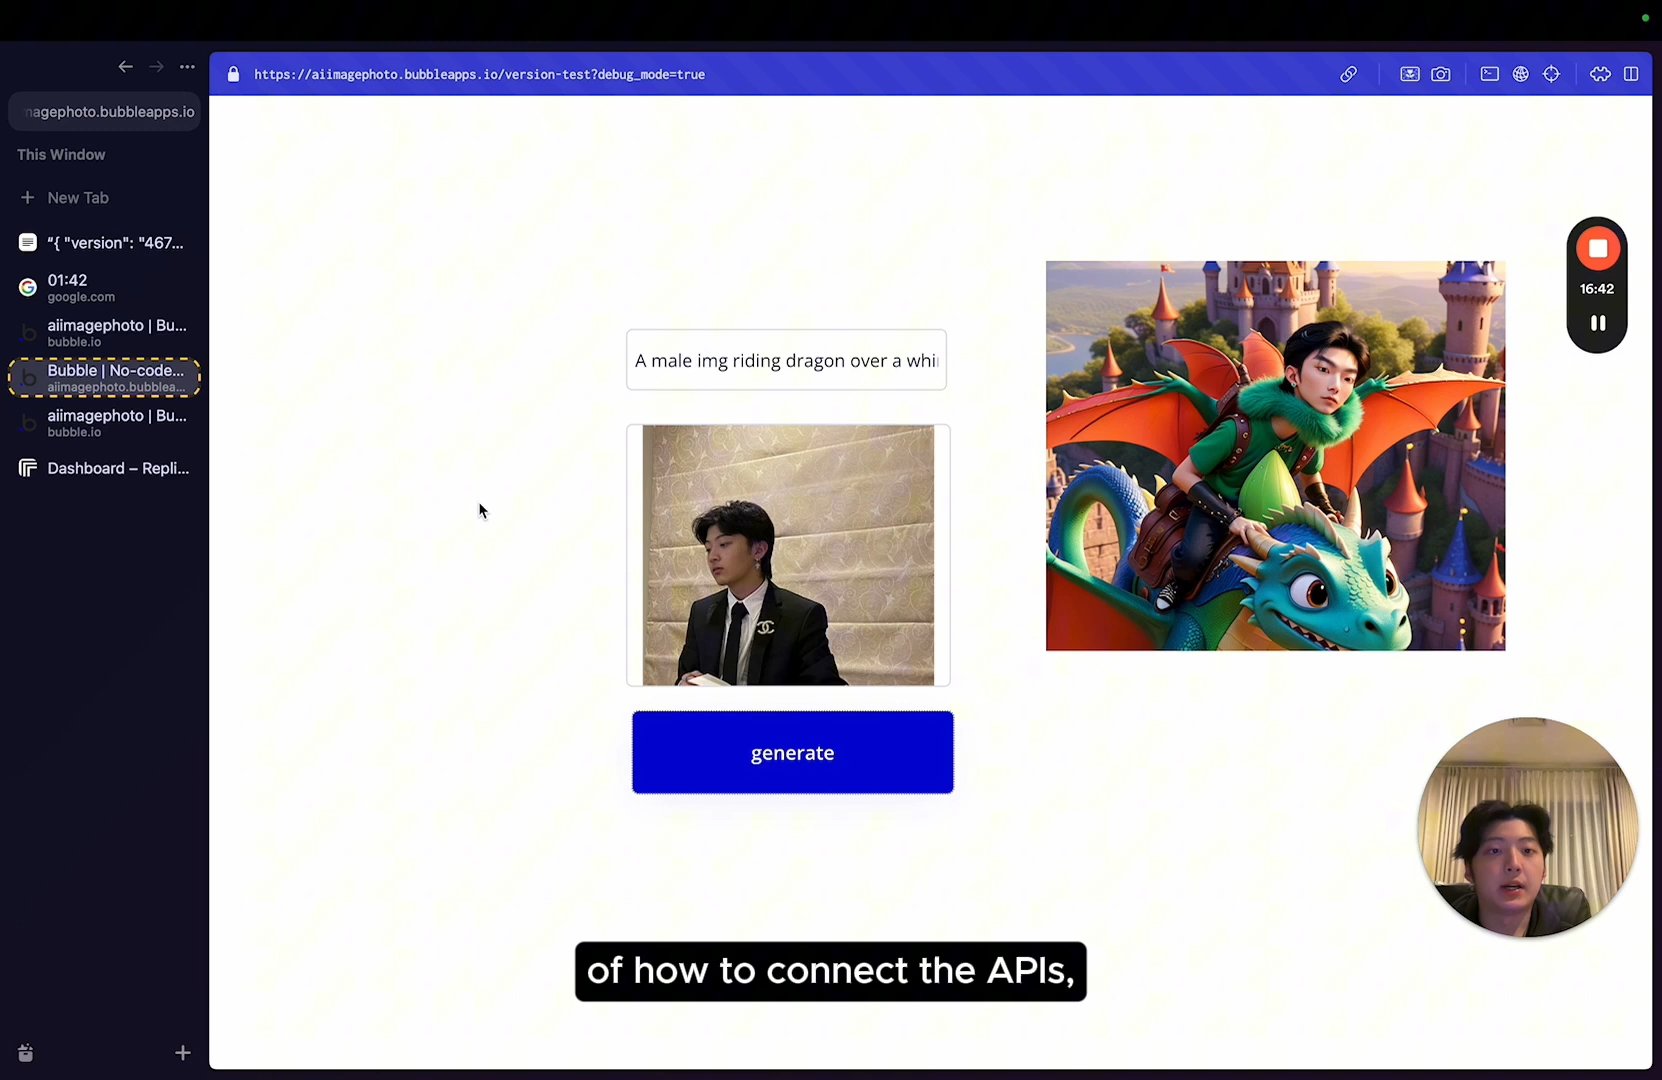 https://aiimagephoto.bubbleapps.io/version-test?debug_mode=true
magephoto.bubbleapps.io
This Window
New Tab
“{ "version": "467...
01:42
google.com
aiimagephoto | Bu...
bubble.io
Bubble | No-code...
aiimagephoto.bubblea...
aiimagephoto | Bu...
bubble.io
Dashboard – Repli...
A male img riding dragon over a whi
generate
16:42
of how to connect the APIs,